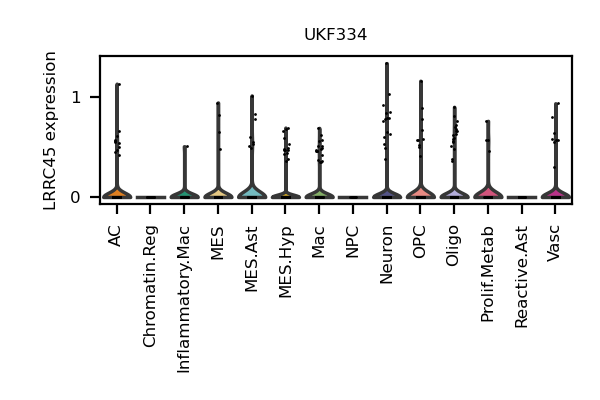 UKF334
LRRC45 expression
1
0
AC
Chromatin.Reg
Inflammatory.Mac
MES
MES.Ast
MES.Hyp
Mac
NPC
Neuron
OPC
Oligo
Prolif.Metab
Reactive.Ast
Vasc